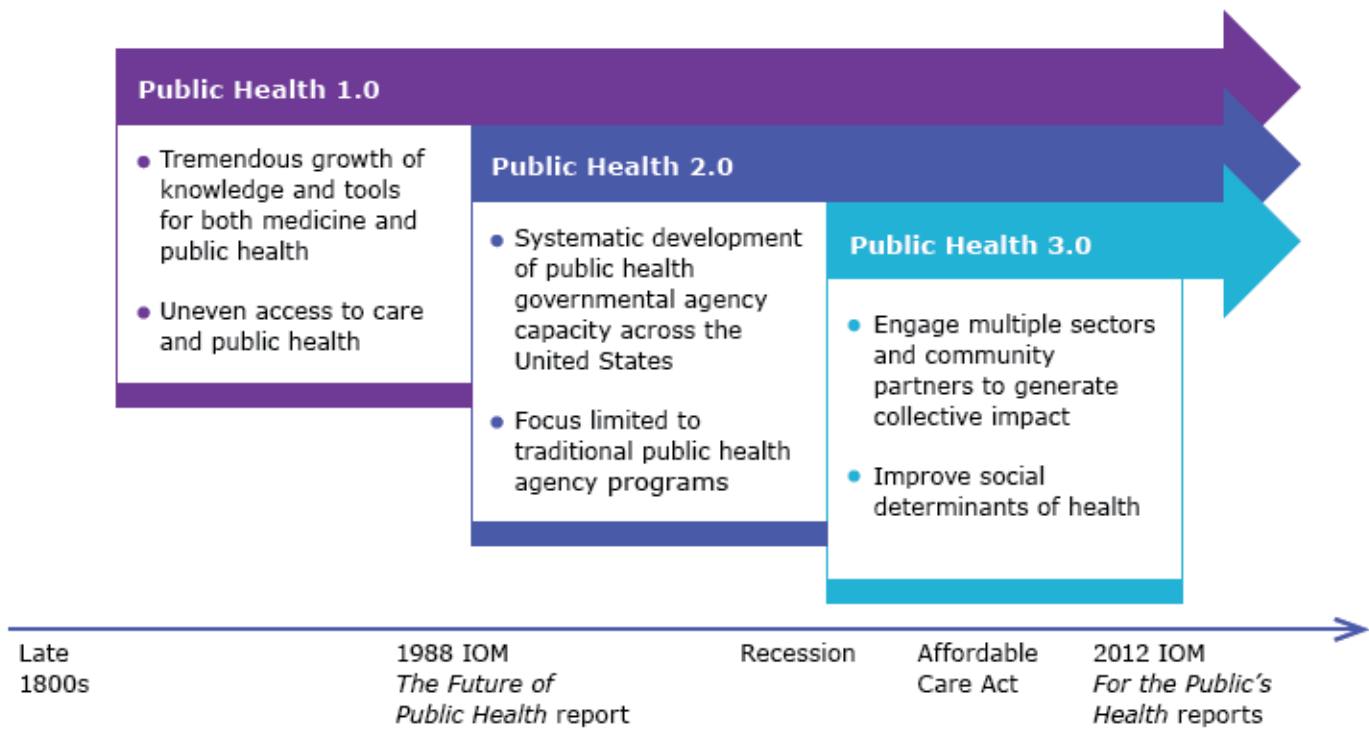 Public Health 1.0
Tremendous growth of
knowledge and tools
for both medicine and
public health
Uneven access to care
and public health
Public Health 2.0
Systematic development
of public health
governmental agency
capacity across the
United States
Focus limited to
traditional public health
agency programs
Public Health 3.0
Engage multiple sectors
and community
partners to generate
collective impact
Improve social
determinants of health
Late
1800s
1988 IOM
The Future of
Public Health report
Recession
Affordable
Care Act
2012 IOM
For the Public’s
Health reports